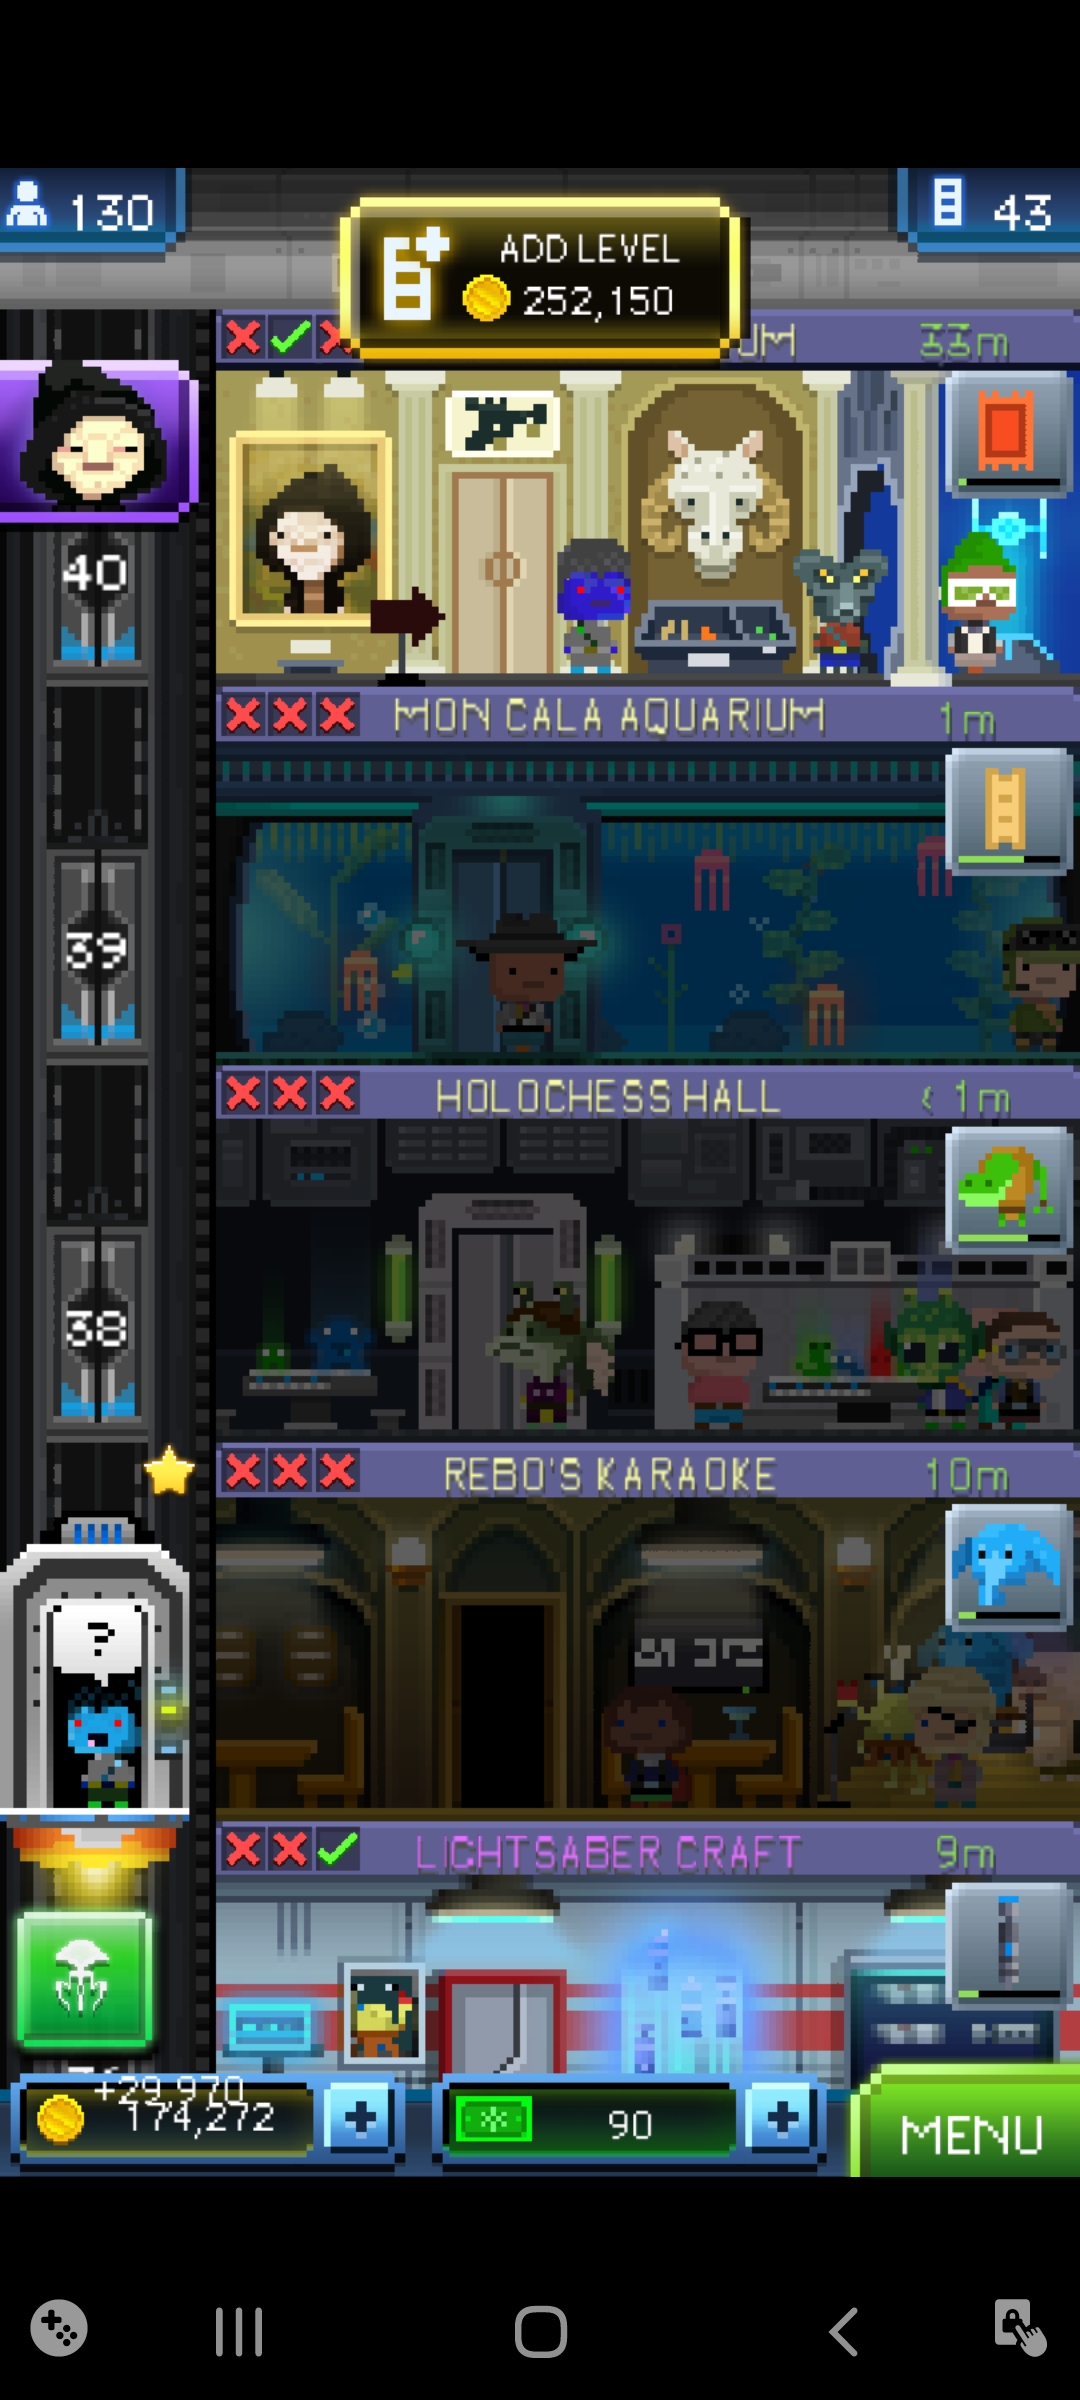 130
43
ADD LEVEL
252,150
UM
33m
40
MON CALA AQUARIUM
1m
39
HOLOCHESS HALL
< 1m
38
REBO'S KARAOKE
10m
?
LIGHTSABER CRAFT
9m
+29,970
174,272
90
MENU